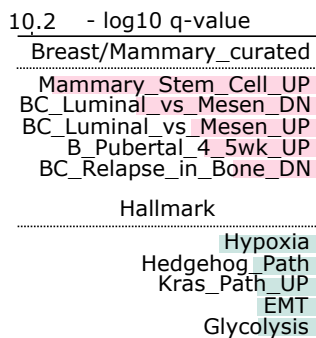 10.2 - log10 q-value
Breast/Mammary_curated
Mammary_Stem_Cell_UP
BC_Luminal_vs_Mesen_DN
BC_Luminal_vs_Mesen_UP
B_Pubertal_4_5wk_UP
BC_Relapse_in_Bone_DN
Hallmark
Hypoxia
Hedgehog_Path
Kras_Path_UP
EMT
Glycolysis